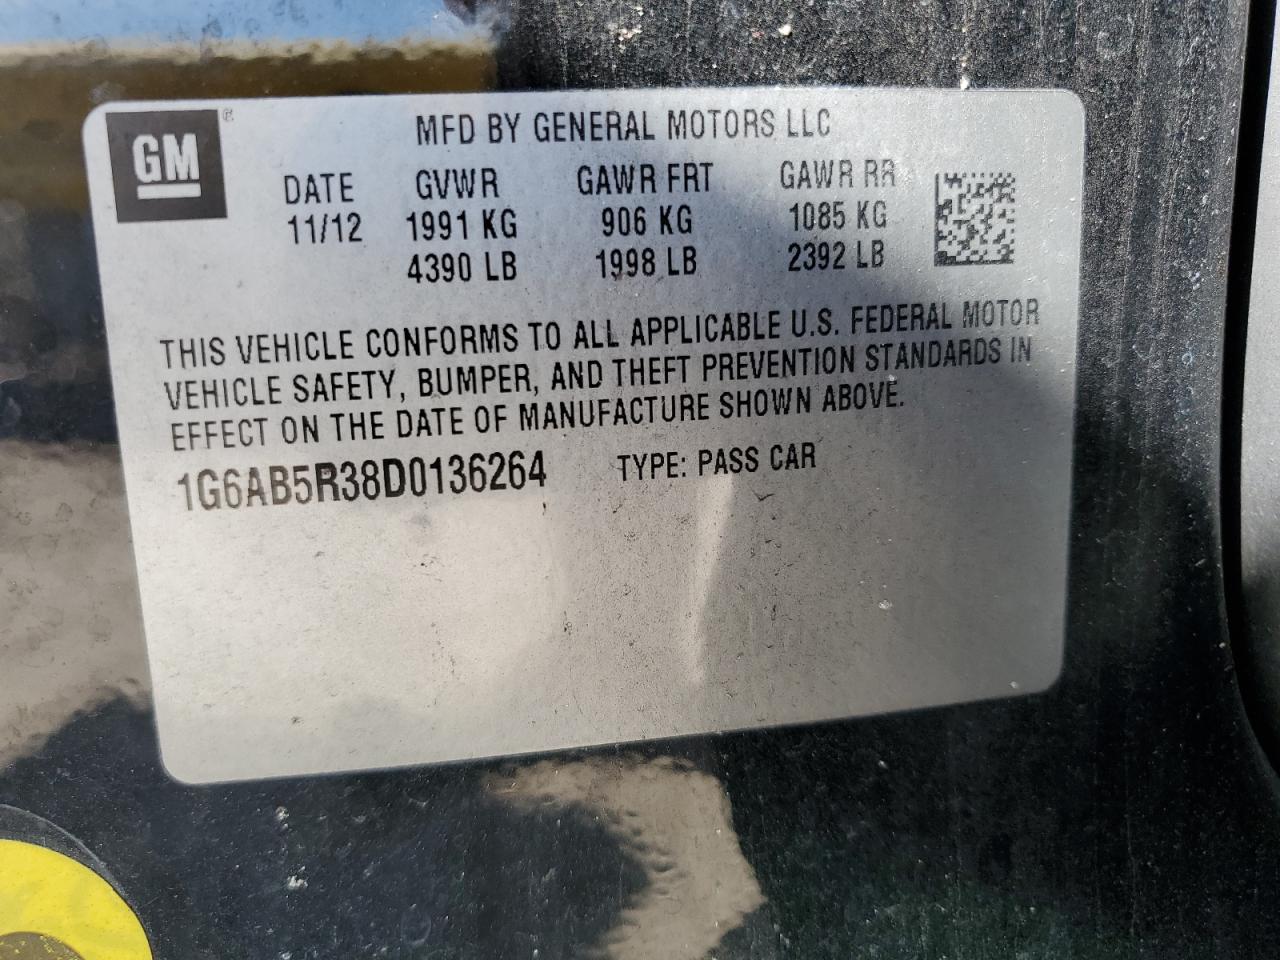 GM
MFD BY GENERAL MOTORS LLC
DATE GVWR GAWR FRT GAWR RR
11/12 1991 KG 906 KG 1085 KG
4390 LB 1998 LB 2392 LB
THIS VEHICLE CONFORMS TO ALL APPLICABLE U.S. FEDERAL MOTOR
VEHICLE SAFETY, BUMPER, AND THEFT PREVENTION STANDARDS IN
EFFECT ON THE DATE OF MANUFACTURE SHOWN ABOVE.
1G6AB5R38D0136264 TYPE: PASS CAR